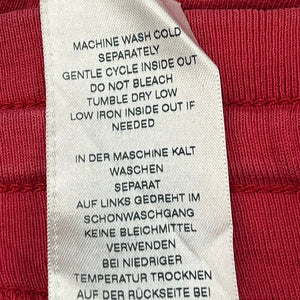 MACHINE WASH COLD
SEPARATELY
GENTLE CYCLE INSIDE OUT
DO NOT BLEACH
TUMBLE DRY LOW
LOW IRON INSIDE OUT IF
NEEDED
IN DER MASCHINE KALT
WASCHEN
SEPARAT
AUF LINKS GEDREHT IM
SCHONWASCHGANG
KEINE BLEICHMITTEL
VERWENDEN
BEI NIEDRIGER
TEMPERATUR TROCKNEN
AUF DER RÜCKSEITE BEI